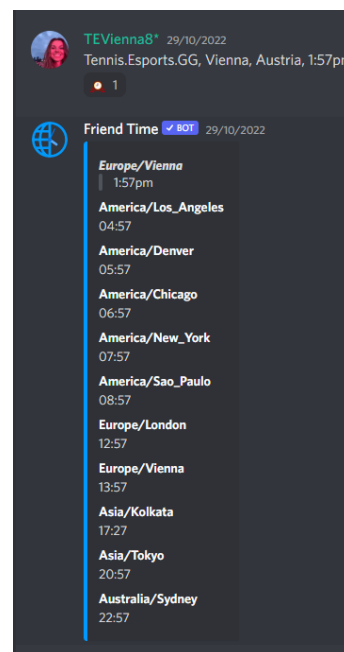 TEVienna8* 29/10/2022
Tennis.Esports.GG, Vienna, Austria, 1:57pm
1
Friend Time ✓ BOT 29/10/2022
Europe/Vienna
1:57pm
America/Los_Angeles
04:57
America/Denver
05:57
America/Chicago
06:57
America/New_York
07:57
America/Sao_Paulo
08:57
Europe/London
12:57
Europe/Vienna
13:57
Asia/Kolkata
17:27
Asia/Tokyo
20:57
Australia/Sydney
22:57